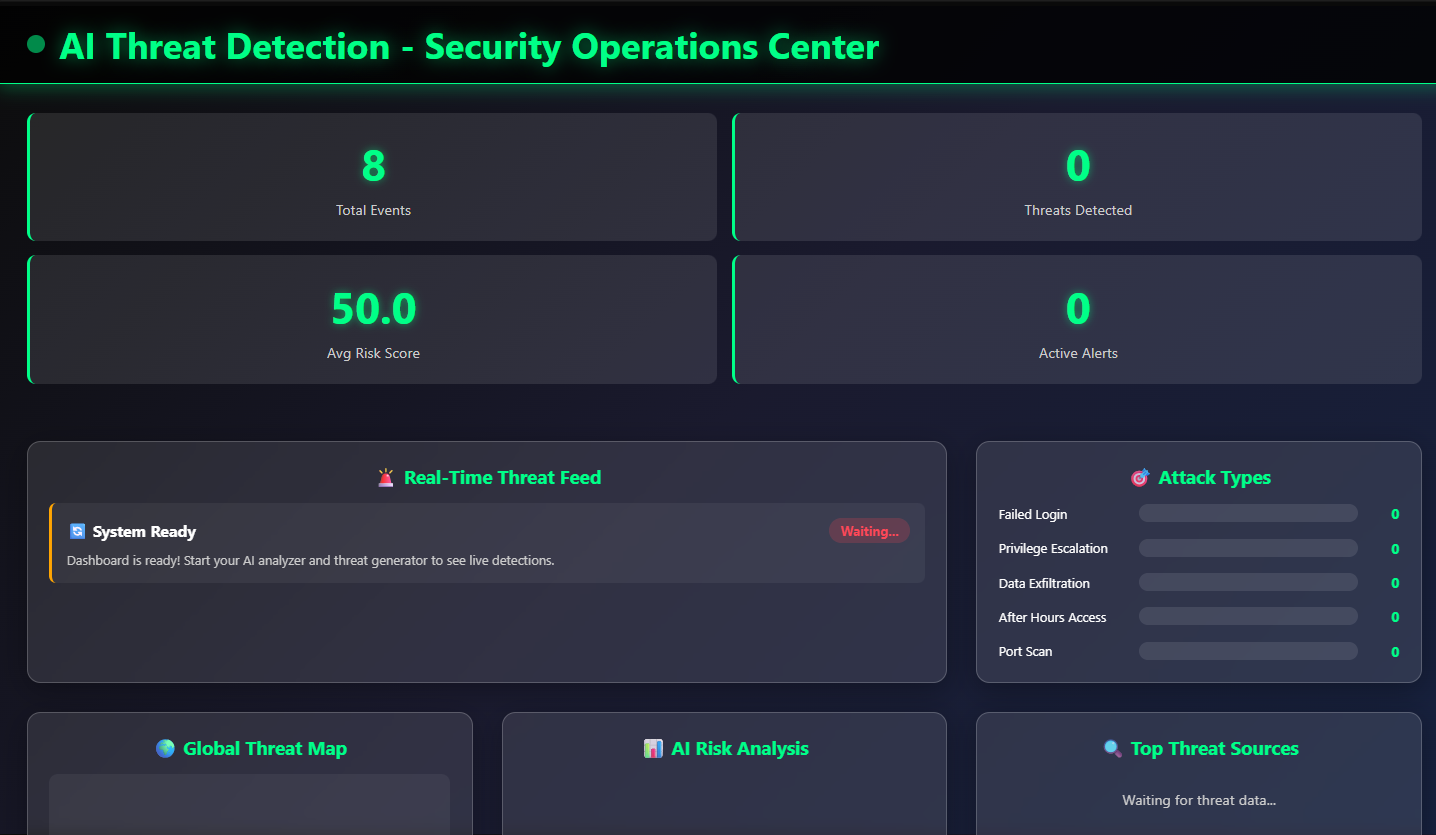 AI Threat Detection - Security Operations Center
8
Total Events
0
Threats Detected
50.0
Avg Risk Score
0
Active Alerts
Real-Time Threat Feed
System Ready
Waiting...
Dashboard is ready! Start your AI analyzer and threat generator to see live detections.
Attack Types
Failed Login 0
Privilege Escalation 0
Data Exfiltration 0
After Hours Access 0
Port Scan 0
Global Threat Map
AI Risk Analysis
Top Threat Sources
Waiting for threat data...